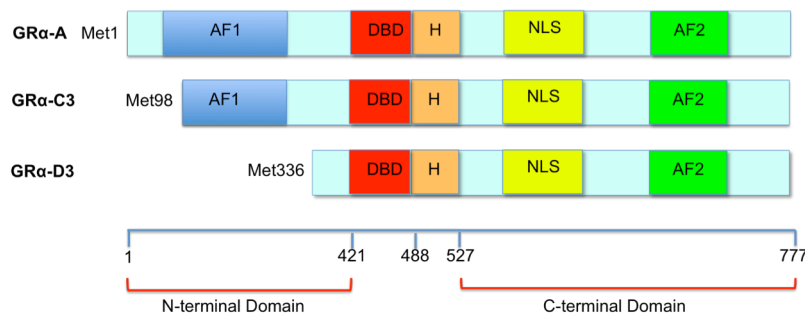 GRα-A Met1 AF1 DBD H NLS AF2
GRα-C3 Met98 AF1 DBD H NLS AF2
GRα-D3 Met336 DBD H NLS AF2
1 421 488 527 777
N-terminal Domain C-terminal Domain